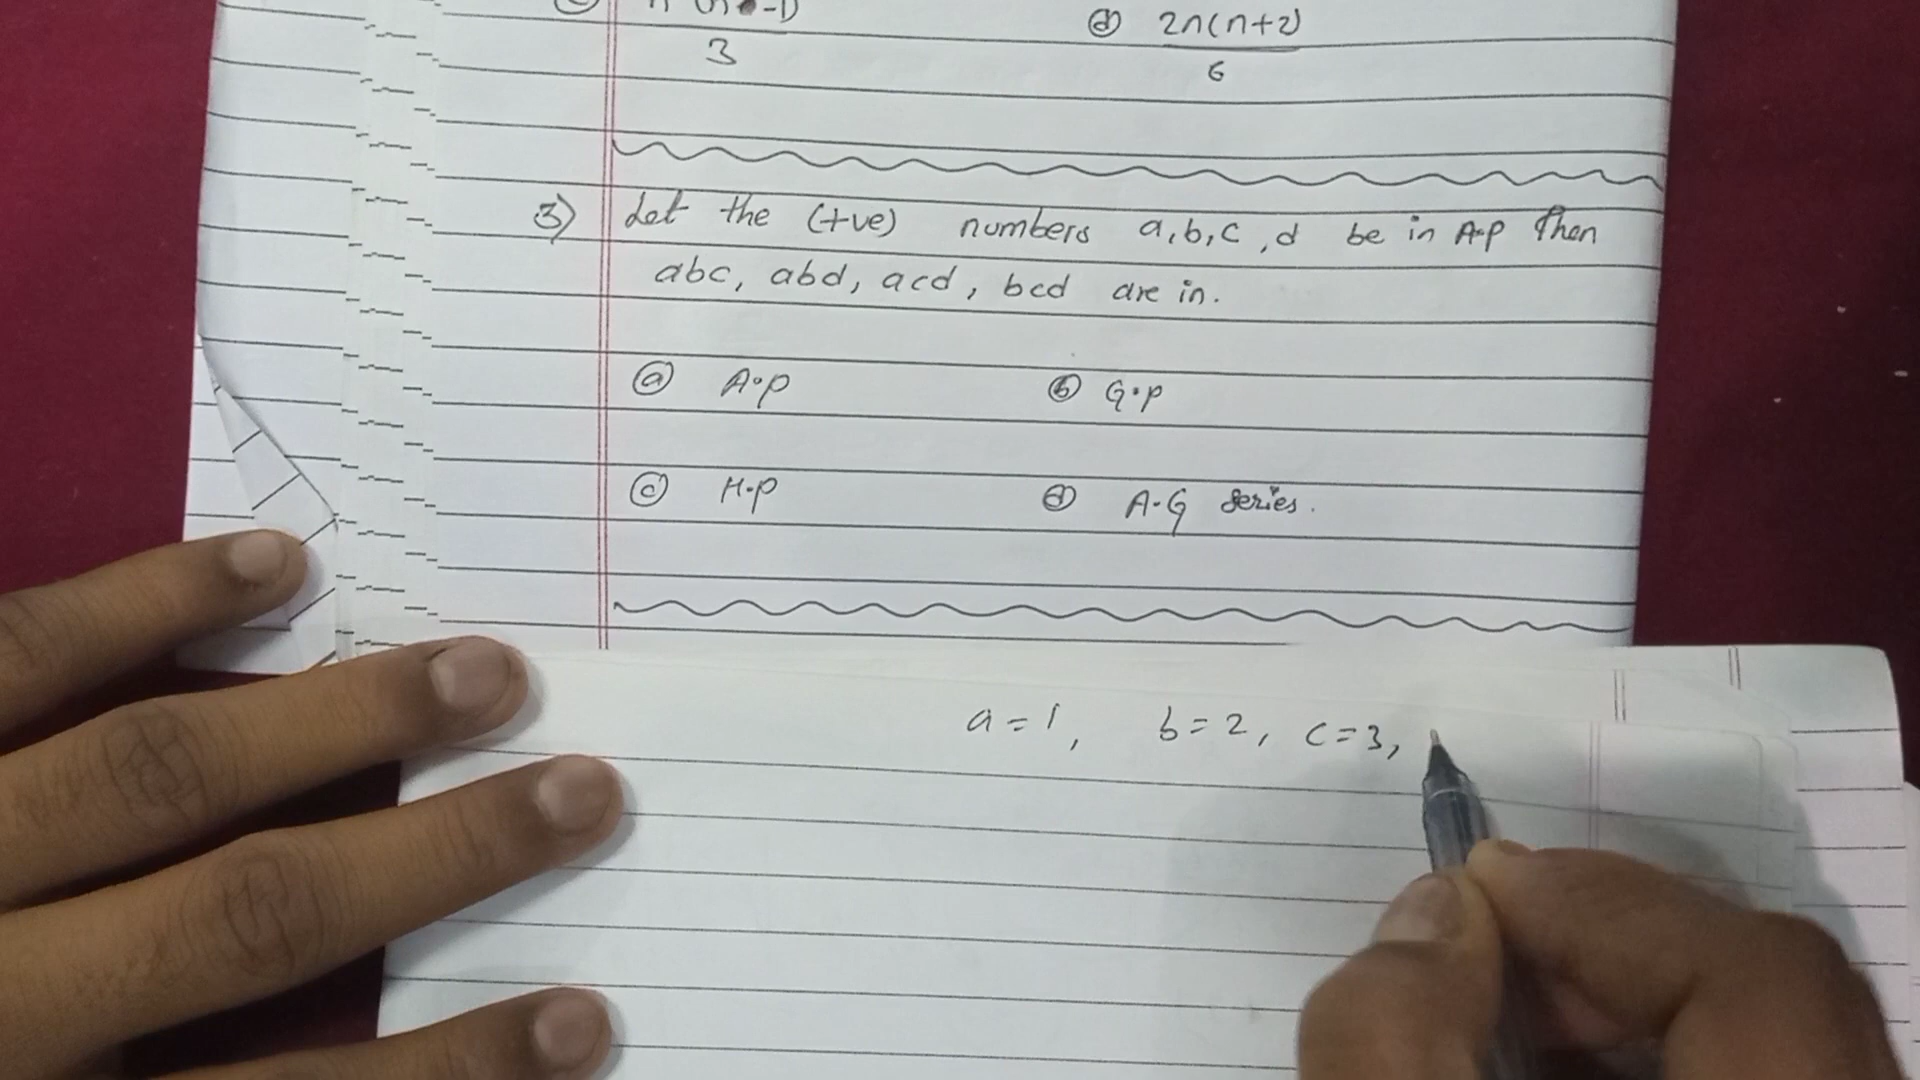 n (n -1)
3
ⓓ 2n(n+2)
6
3) Let the (+ve) numbers a,b,c,d be in A.P Then
abc, abd, acd, bcd are in.
ⓐ A.P ⓑ G.P
ⓒ H.P ⓓ A.G Series.
a=1, b=2, c=3,